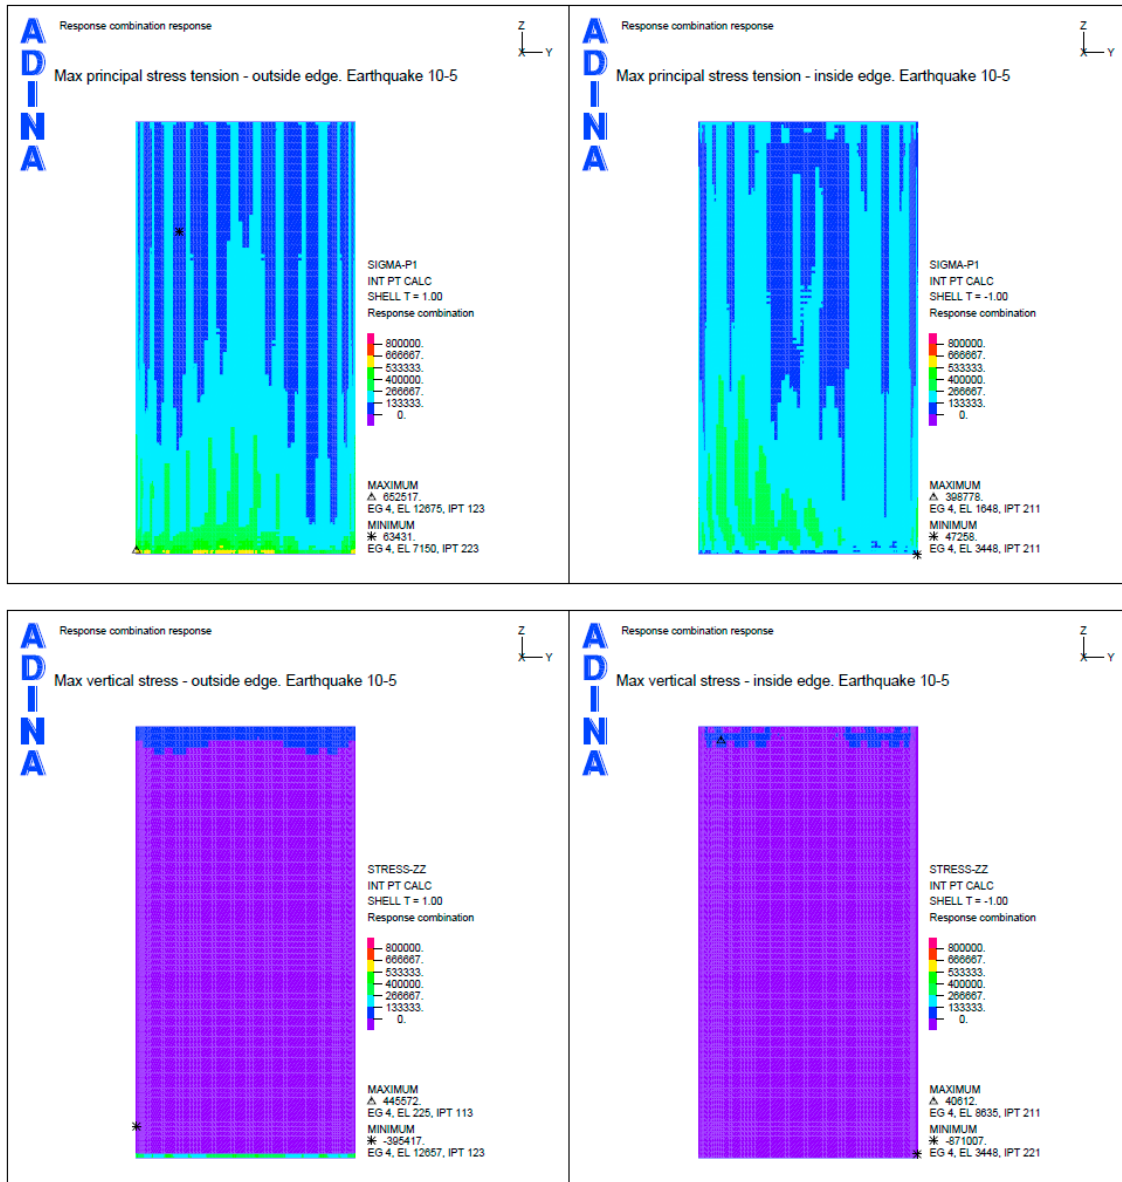 ADINA
Response combination response
Z
X Y
Max principal stress tension - outside edge. Earthquake 10-5
SIGMA-P1
INT PT CALC
SHELL T = 1.00
Response combination
800000.
666667.
533333.
400000.
266667.
133333.
0.
MAXIMUM
△ 652517.
EG 4, EL 12675, IPT 123
MINIMUM
* 63431.
EG 4, EL 7150, IPT 223
ADINA
Response combination response
Z
X Y
Max principal stress tension - inside edge. Earthquake 10-5
SIGMA-P1
INT PT CALC
SHELL T = -1.00
Response combination
800000.
666667.
533333.
400000.
266667.
133333.
0.
MAXIMUM
△ 398778.
EG 4, EL 1648, IPT 211
MINIMUM
* 47258.
EG 4, EL 3448, IPT 211
ADINA
Response combination response
Z
X Y
Max vertical stress - outside edge. Earthquake 10-5
STRESS-ZZ
INT PT CALC
SHELL T = 1.00
Response combination
800000.
666667.
533333.
400000.
266667.
133333.
0.
MAXIMUM
△ 445572.
EG 4, EL 225, IPT 113
MINIMUM
* -395417.
EG 4, EL 12657, IPT 123
ADINA
Response combination response
Z
X Y
Max vertical stress - inside edge. Earthquake 10-5
STRESS-ZZ
INT PT CALC
SHELL T = -1.00
Response combination
800000.
666667.
533333.
400000.
266667.
133333.
0.
MAXIMUM
△ 40612.
EG 4, EL 8635, IPT 211
MINIMUM
* -871007.
EG 4, EL 3448, IPT 221